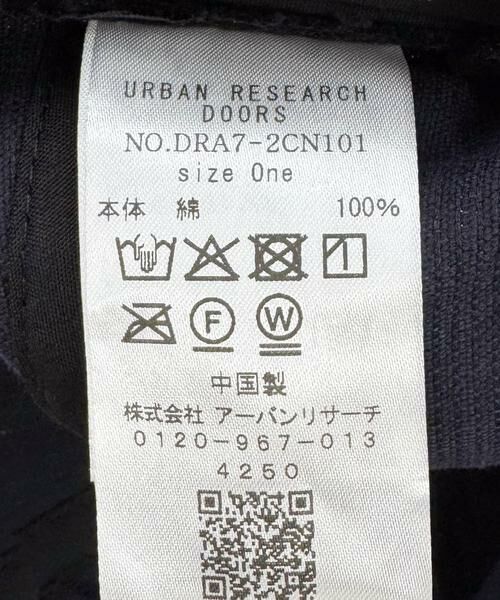 URBAN RESEARCH
DOORS
NO.DRA7-2CN101
size One
本体 綿 100%
F W
中国製
株式会社 アーバンリサーチ
0120-967-013
4250